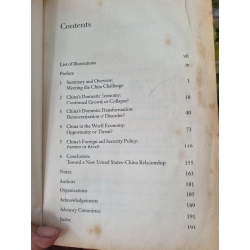 Contents
List of Illustrations vii
Preface ix
1 Summary and Overview: Meeting the China Challenge 1
2 China's Domestic Economy: Continual Growth or Collapse? 18
3 China's Domestic Transformation: Democratization or Disorder? 40
4 China in the World Economy: Opportunity or Threat? 73
5 China's Foreign and Security Policy:
6 Conclusion: Toward a New United States-China Relationship 155
Notes 163
Authors 181
Organizations 185
Acknowledgements 189
Advisory Committee 191
Index 193